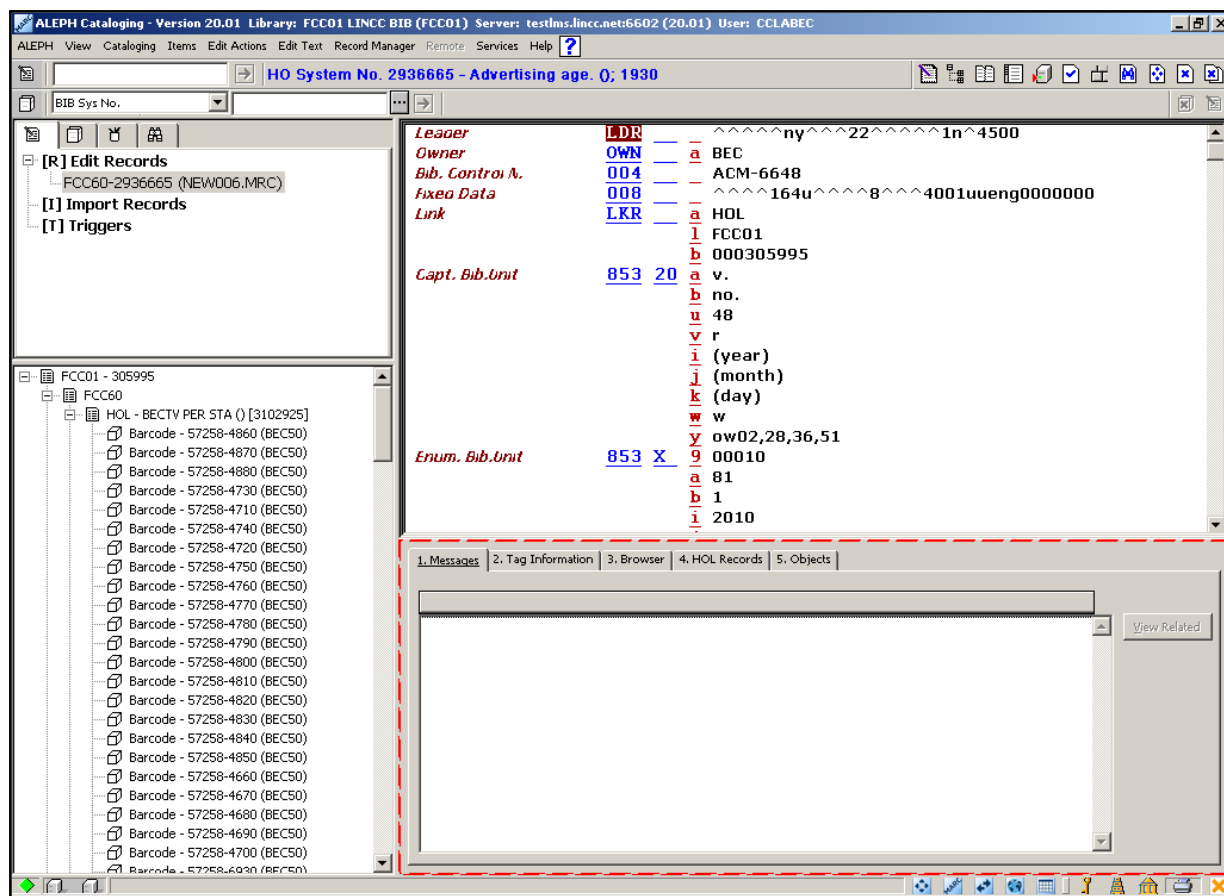 ALEPH Cataloging - Version 20.01 Library: FCC01 LINCC BIB (FCC01) Server: testlms.lincc.net:6602 (20.01) User: CCLABEC
ALEPH View Cataloging Items Edit Actions Edit Text Record Manager Remote Services Help ?
HO System No. 2936665 - Advertising age. (); 1930
BIB Sys No. ...
[R] Edit Records
FCC60-2936665 (NEW006.MRC)
[I] Import Records
[T] Triggers
FCC01 - 305995
FCC60
HOL - BECTV PER STA () [3102925]
Barcode - 57258-4860 (BEC50)
Barcode - 57258-4870 (BEC50)
Barcode - 57258-4880 (BEC50)
Barcode - 57258-4730 (BEC50)
Barcode - 57258-4710 (BEC50)
Barcode - 57258-4740 (BEC50)
Barcode - 57258-4720 (BEC50)
Barcode - 57258-4750 (BEC50)
Barcode - 57258-4760 (BEC50)
Barcode - 57258-4770 (BEC50)
Barcode - 57258-4780 (BEC50)
Barcode - 57258-4790 (BEC50)
Barcode - 57258-4800 (BEC50)
Barcode - 57258-4810 (BEC50)
Barcode - 57258-4820 (BEC50)
Barcode - 57258-4830 (BEC50)
Barcode - 57258-4840 (BEC50)
Barcode - 57258-4850 (BEC50)
Barcode - 57258-4660 (BEC50)
Barcode - 57258-4670 (BEC50)
Barcode - 57258-4680 (BEC50)
Barcode - 57258-4690 (BEC50)
Barcode - 57258-4700 (BEC50)
Barcode - 57258-6930 (BEC50)
Leader LDR __ _ ^^^^^ny^^^22^^^^^1n^4500
Owner OWN __ a BEC
Bib. Control N. 004 __ _ ACM-6648
Fixed Data 008 __ _ ^^^^164u^^^^8^^^4001uueng0000000
Link LKR __ a HOL
l FCC01
b 000305995
Capt. Bib.Unit 853 20 a v.
b no.
u 48
v r
i (year)
j (month)
k (day)
w w
y ow02,28,36,51
Enum. Bib.Unit 853 X_ 9 00010
a 81
b 1
i 2010
1. Messages 2. Tag Information 3. Browser 4. HOL Records 5. Objects
View Related